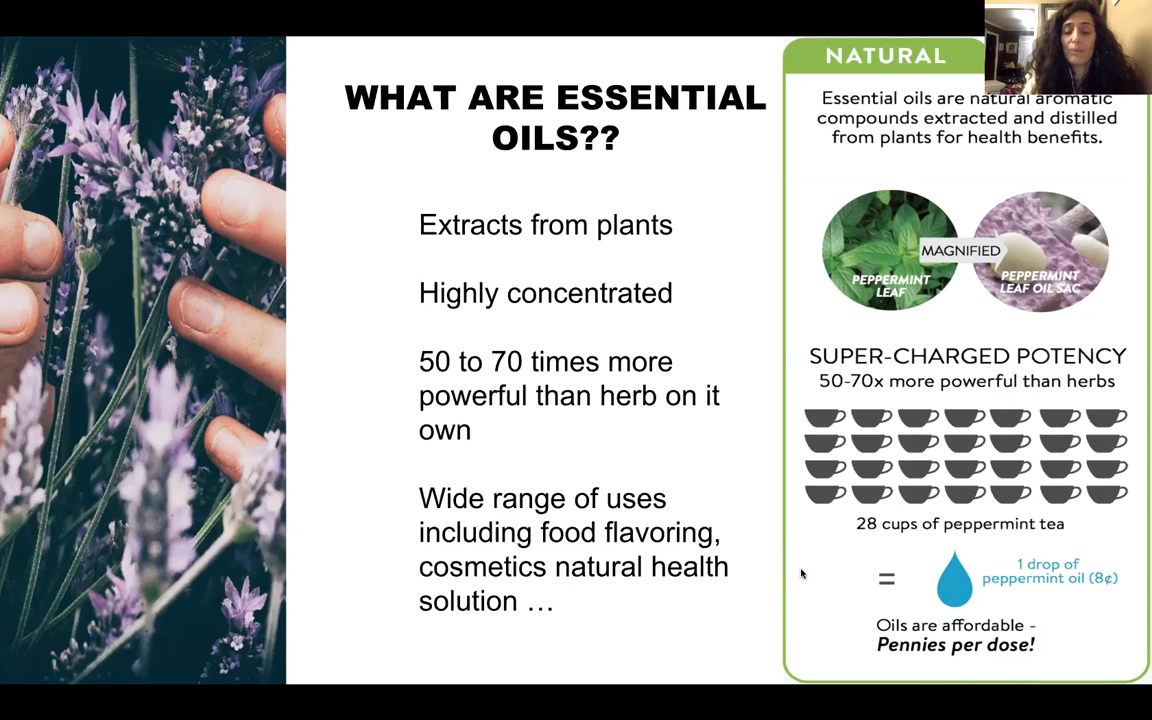 WHAT ARE ESSENTIAL
OILS??
Extracts from plants
Highly concentrated
50 to 70 times more
powerful than herb on it
own
Wide range of uses
including food flavoring,
cosmetics natural health
solution …
NATURAL
Essential oils are natural aromatic
compounds extracted and distilled
from plants for health benefits.
PEPPERMINT
LEAF
MAGNIFIED
PEPPERMINT
LEAF OIL SAC
SUPER-CHARGED POTENCY
50-70x more powerful than herbs
28 cups of peppermint tea
=
1 drop of
peppermint oil (8¢)
Oils are affordable -
Pennies per dose!